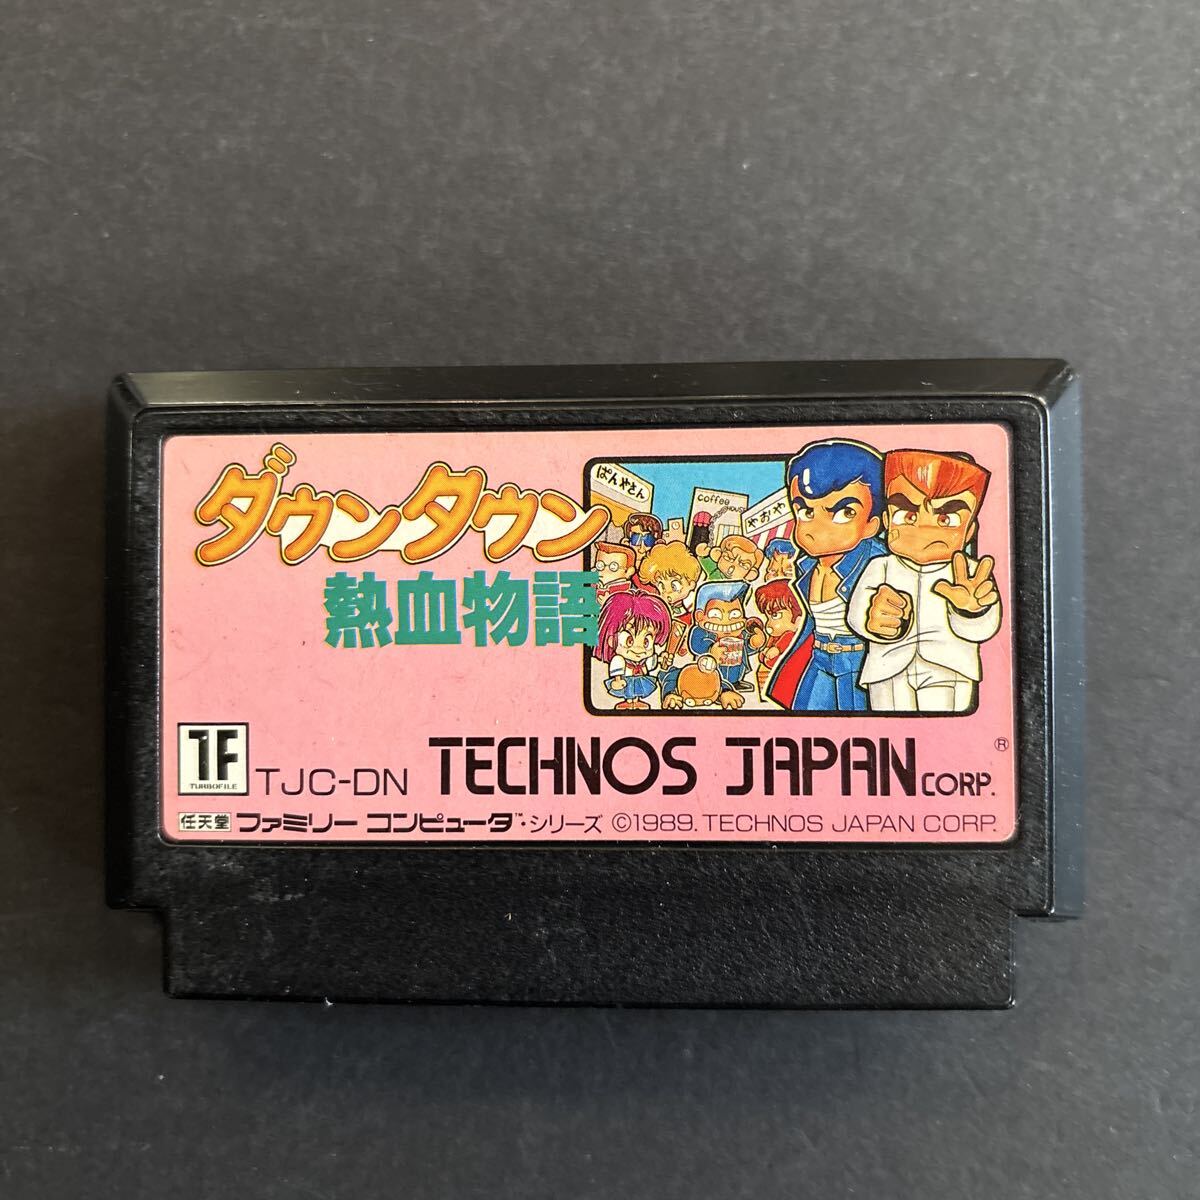 ダウンタウン
熱血物語
ぱんやさん
coffee
やおや
1F
TURBOFILE
TJC-DN
TECHNOS JAPAN CORP.
®
任天堂 ファミリー コンピュータ™・シリーズ ©1989. TECHNOS JAPAN CORP.